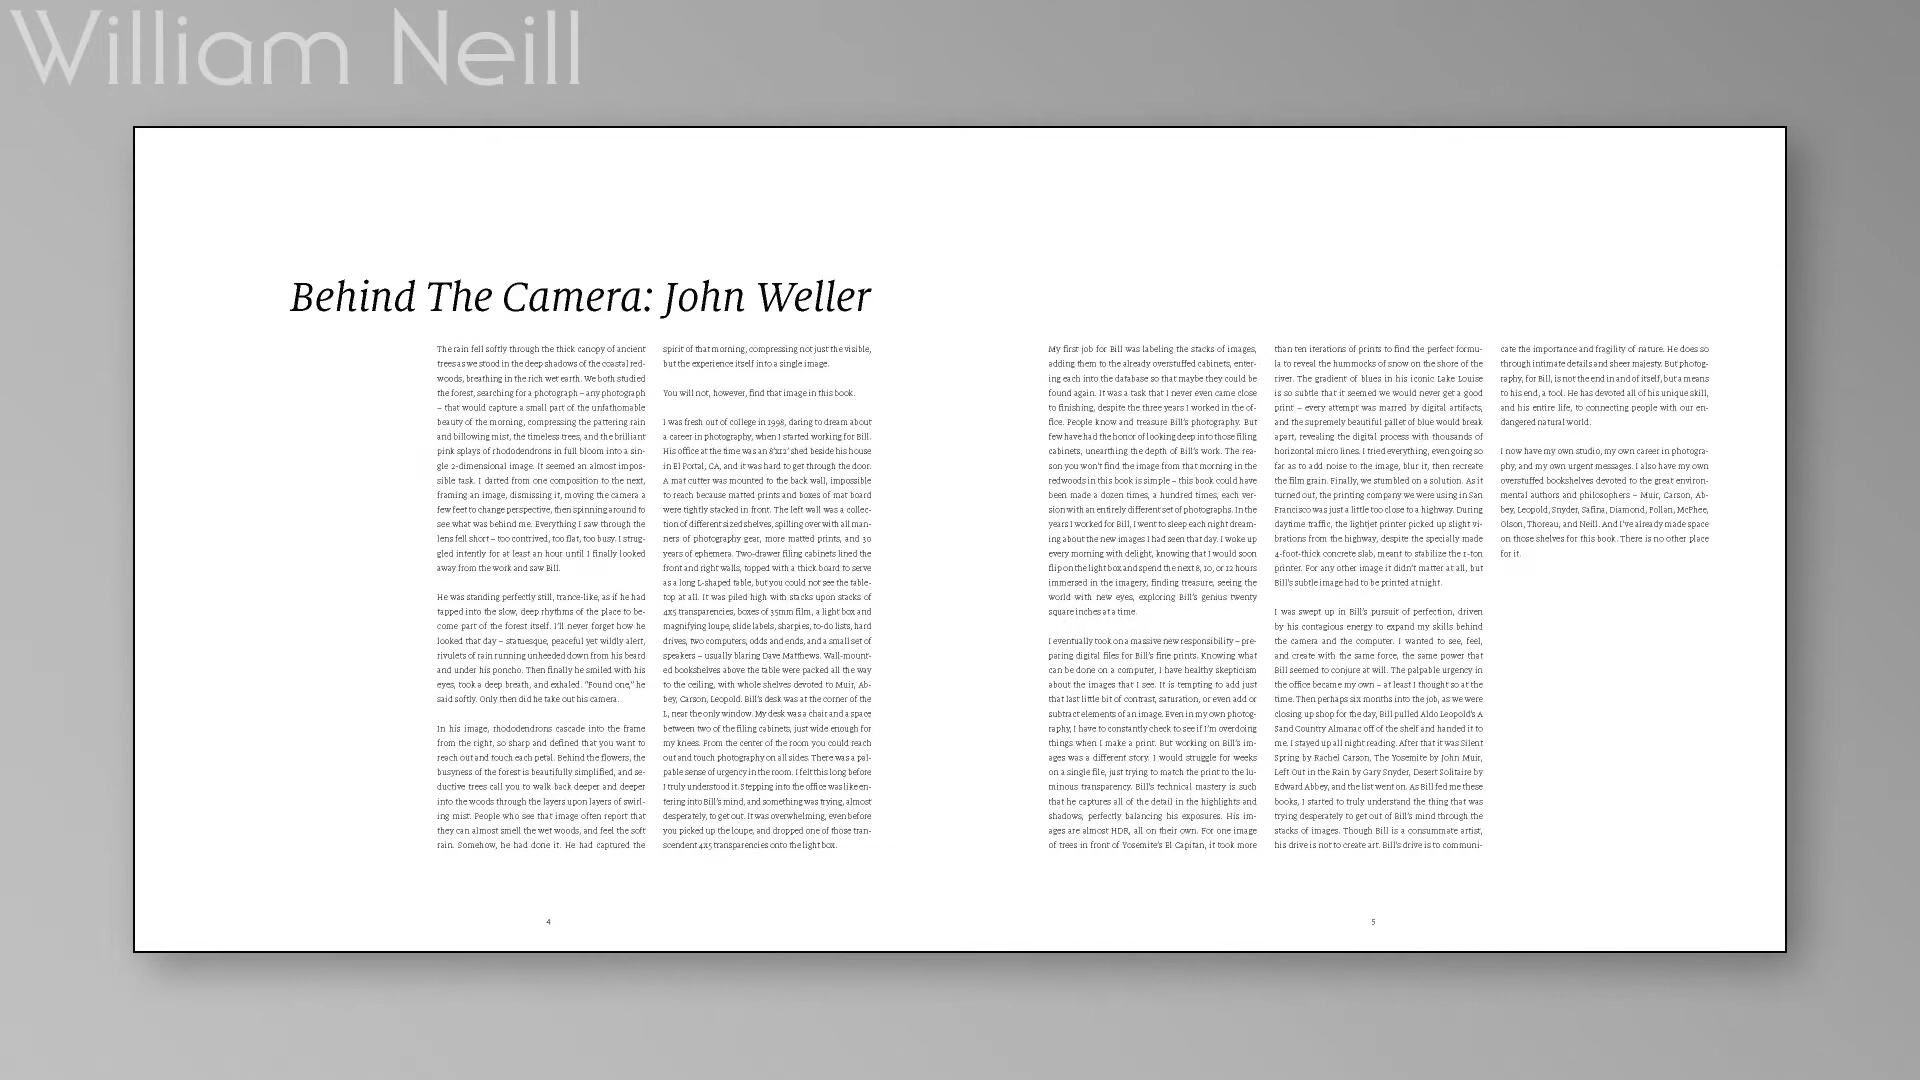 William Neill
Behind The Camera: John Weller
The rain fell softly through the thick canopy of ancient
trees as we stood in the deep shadows of the coastal red-
woods, breathing in the rich wet earth. We both studied
the forest, searching for a photograph – any photograph
– that would capture a small part of the unfathomable
beauty of the morning, compressing the pattering rain
and billowing mist, the timeless trees, and the brilliant
pink splays of rhododendrons in full bloom into a sin-
gle 2-dimensional image. It seemed an almost impos-
sible task. I darted from one composition to the next,
framing an image, dismissing it, moving the camera a
few feet to change perspective, then spinning around to
see what was behind me. Everything I saw through the
lens fell short – too contrived, too flat, too busy. I strug-
gled intently for at least an hour until I finally looked
away from the work and saw Bill.
He was standing perfectly still, trance-like, as if he had
tapped into the slow, deep rhythms of the place to be-
come part of the forest itself. I'll never forget how he
looked that day – statuesque, peaceful yet wildly alert,
rivulets of rain running unheeded down from his beard
and under his poncho. Then finally he smiled with his
eyes, took a deep breath, and exhaled. "Found one," he
said softly. Only then did he take out his camera.
In his image, rhododendrons cascade into the frame
from the right, so sharp and defined that you want to
reach out and touch each petal. Behind the flowers, the
busyness of the forest is beautifully simplified, and se-
ductive trees call you to walk back deeper and deeper
into the woods through the layers upon layers of swirl-
ing mist. People who see that image often report that
they can almost smell the wet woods, and feel the soft
rain. Somehow, he had done it. He had captured the
spirit of that morning, compressing not just the visible,
but the experience itself into a single image.
You will not, however, find that image in this book.
I was fresh out of college in 1998, daring to dream about
a career in photography, when I started working for Bill.
His office at the time was an 8'x12' shed beside his house
in El Portal, CA, and it was hard to get through the door.
A mat cutter was mounted to the back wall, impossible
to reach because matted prints and boxes of mat board
were tightly stacked in front. The left wall was a collec-
tion of different sized shelves, spilling over with all man-
ners of photography gear, more matted prints, and 30
years of ephemera. Two-drawer filing cabinets lined the
front and right walls, topped with a thick board to serve
as a long L-shaped table, but you could not see the table-
top at all. It was piled high with stacks upon stacks of
4x5 transparencies, boxes of 35mm film, a light box and
magnifying loupe, slide labels, sharpies, to-do lists, hard
drives, two computers, odds and ends, and a small set of
speakers – usually blaring Dave Matthews. Wall-mount-
ed bookshelves above the table were packed all the way
to the ceiling, with whole shelves devoted to Muir, Ab-
bey, Carson, Leopold. Bill's desk was at the corner of the
L, near the only window. My desk was a chair and a space
between two of the filing cabinets, just wide enough for
my knees. From the center of the room you could reach
out and touch photography on all sides. There was a pal-
pable sense of urgency in the room. I felt this long before
I truly understood it. Stepping into the office was like en-
tering into Bill's mind, and something was trying, almost
desperately, to get out. It was overwhelming, even before
you picked up the loupe, and dropped one of those tran-
scendent 4x5 transparencies onto the light box.
4
My first job for Bill was labeling the stacks of images,
adding them to the already overstuffed cabinets, enter-
ing each into the database so that maybe they could be
found again. It was a task that I never even came close
to finishing, despite the three years I worked in the of-
fice. People know and treasure Bill's photography. But
few have had the honor of looking deep into those filing
cabinets, unearthing the depth of Bill's work. The rea-
son you won't find the image from that morning in the
redwoods in this book is simple – this book could have
been made a dozen times, a hundred times, each ver-
sion with an entirely different set of photographs. In the
years I worked for Bill, I went to sleep each night dream-
ing about the new images I had seen that day. I woke up
every morning with delight, knowing that I would soon
flip on the light box and spend the next 8, 10, or 12 hours
immersed in the imagery, finding treasure, seeing the
world with new eyes, exploring Bill's genius twenty
square inches at a time.
I eventually took on a massive new responsibility – pre-
paring digital files for Bill's fine prints. Knowing what
can be done on a computer, I have healthy skepticism
about the images that I see. It is tempting to add just
that last little bit of contrast, saturation, or even add or
subtract elements of an image. Even in my own photog-
raphy, I have to constantly check to see if I'm overdoing
things when I make a print. But working on Bill's im-
ages was a different story. I would struggle for weeks
on a single file, just trying to match the print to the lu-
minous transparency. Bill's technical mastery is such
that he captures all of the detail in the highlights and
shadows, perfectly balancing his exposures. His im-
ages are almost HDR, all on their own. For one image
of trees in front of Yosemite's El Capitan, it took more
than ten iterations of prints to find the perfect formu-
la to reveal the hummocks of snow on the shore of the
river. The gradient of blues in his iconic Lake Louise
is so subtle that it seemed we would never get a good
print – every attempt was marred by digital artifacts,
and the supremely beautiful pallet of blue would break
apart, revealing the digital process with thousands of
horizontal micro lines. I tried everything, even going so
far as to add noise to the image, blur it, then recreate
the film grain. Finally, we stumbled on a solution. As it
turned out, the printing company we were using in San
Francisco was just a little too close to a highway. During
daytime traffic, the lightjet printer picked up slight vi-
brations from the highway, despite the specially made
4-foot-thick concrete slab, meant to stabilize the 1-ton
printer. For any other image it didn't matter at all, but
Bill's subtle image had to be printed at night.
I was swept up in Bill's pursuit of perfection, driven
by his contagious energy to expand my skills behind
the camera and the computer. I wanted to see, feel,
and create with the same force, the same power that
Bill seemed to conjure at will. The palpable urgency in
the office became my own – at least I thought so at the
time. Then perhaps six months into the job, as we were
closing up shop for the day, Bill pulled Aldo Leopold's A
Sand Country Almanac off of the shelf and handed it to
me. I stayed up all night reading. After that it was Silent
Spring by Rachel Carson, The Yosemite by John Muir,
Left Out in the Rain by Gary Snyder, Desert Solitaire by
Edward Abbey, and the list went on. As Bill fed me these
books, I started to truly understand the thing that was
trying desperately to get out of Bill's mind through the
stacks of images. Though Bill is a consummate artist,
his drive is not to create art. Bill's drive is to communi-
cate the importance and fragility of nature. He does so
through intimate details and sheer majesty. But photog-
raphy, for Bill, is not the end in and of itself, but a means
to his end, a tool. He has devoted all of his unique skill,
and his entire life, to connecting people with our en-
dangered natural world.
I now have my own studio, my own career in photogra-
phy, and my own urgent messages. I also have my own
overstuffed bookshelves devoted to the great environ-
mental authors and philosophers – Muir, Carson, Ab-
bey, Leopold, Snyder, Safina, Diamond, Pollan, McPhee,
Olson, Thoreau, and Neill. And I've already made space
on those shelves for this book. There is no other place
for it.
5